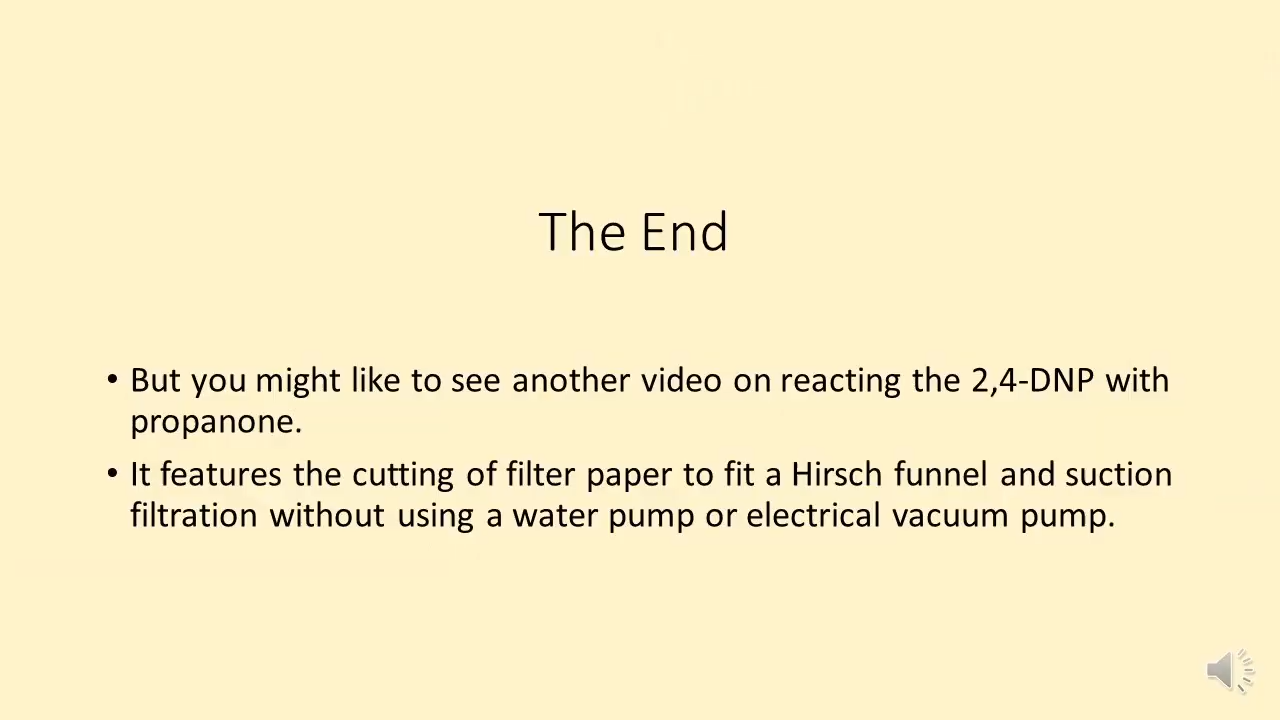 The End
• But you might like to see another video on reacting the 2,4-DNP with
propanone.
• It features the cutting of filter paper to fit a Hirsch funnel and suction
filtration without using a water pump or electrical vacuum pump.